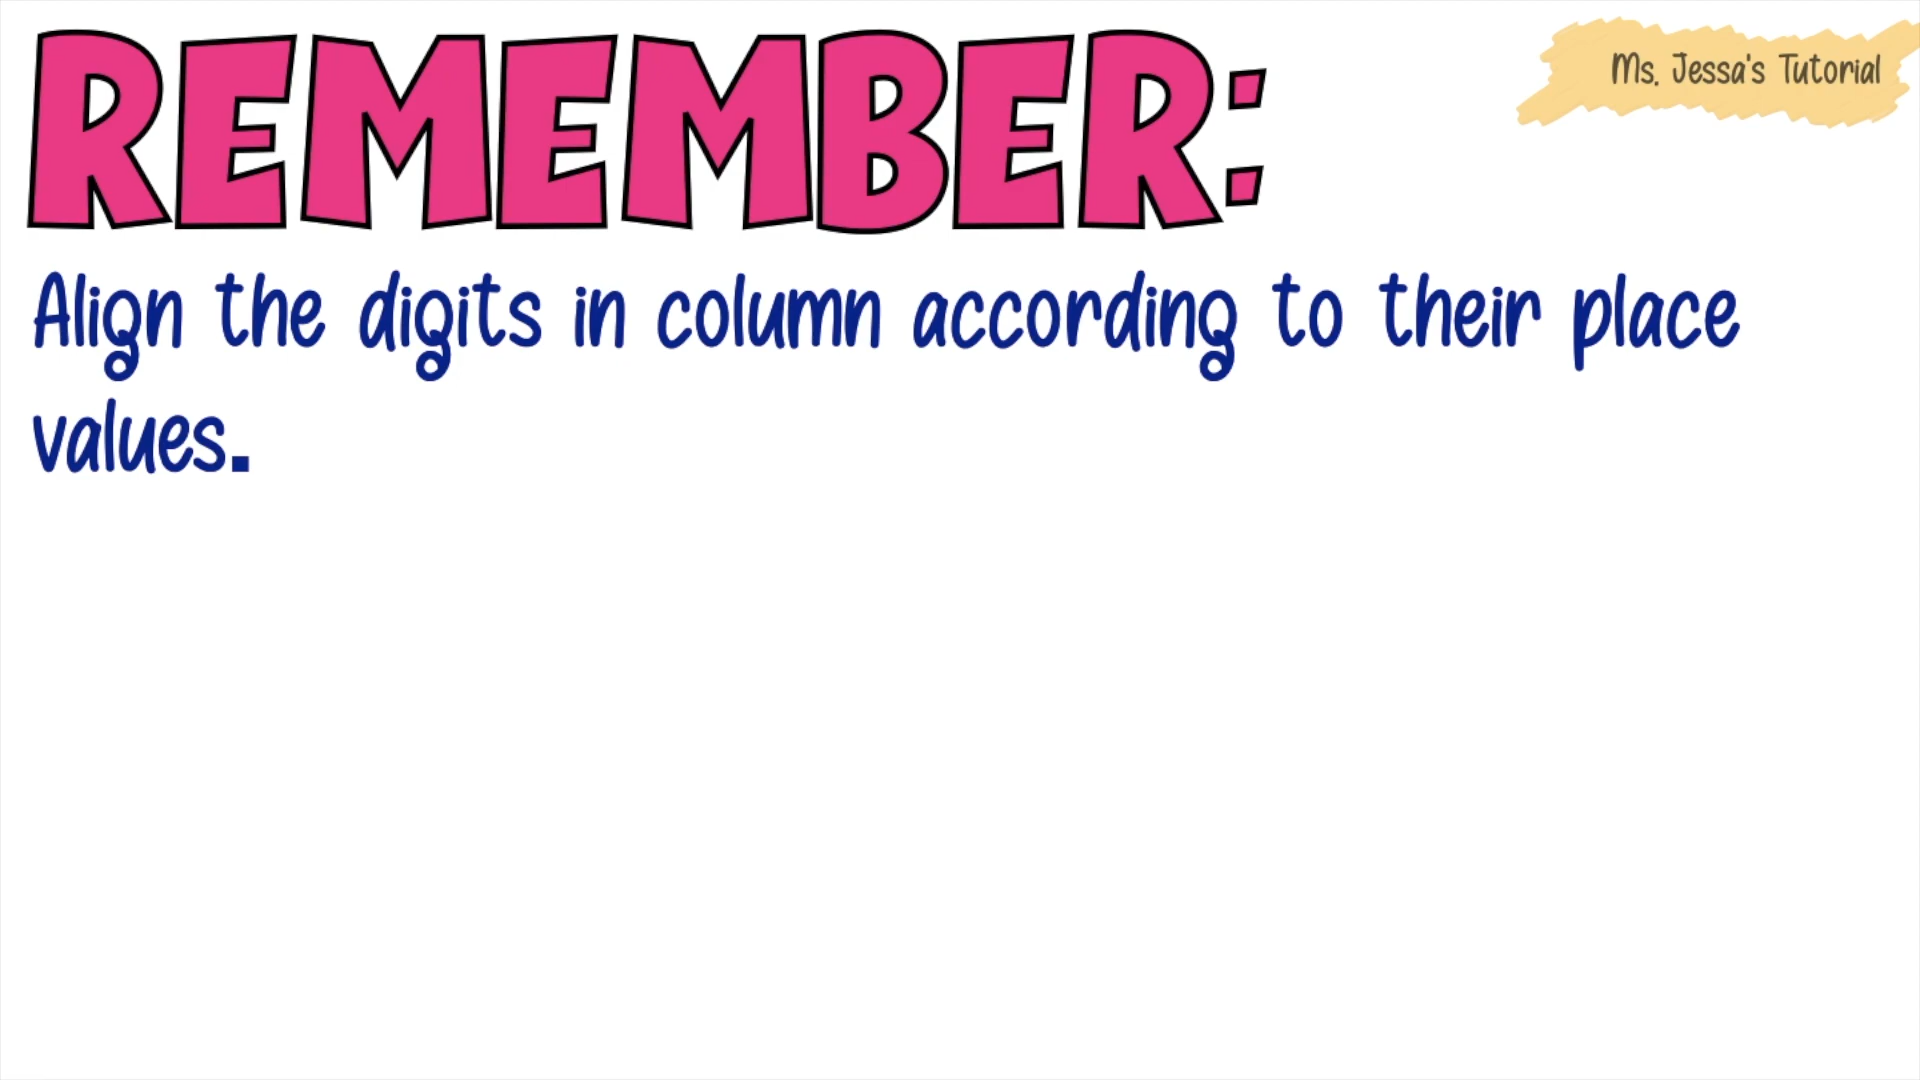 REMEMBER:
Ms. Jessa's Tutorial
Align the digits in column according to their place
values.